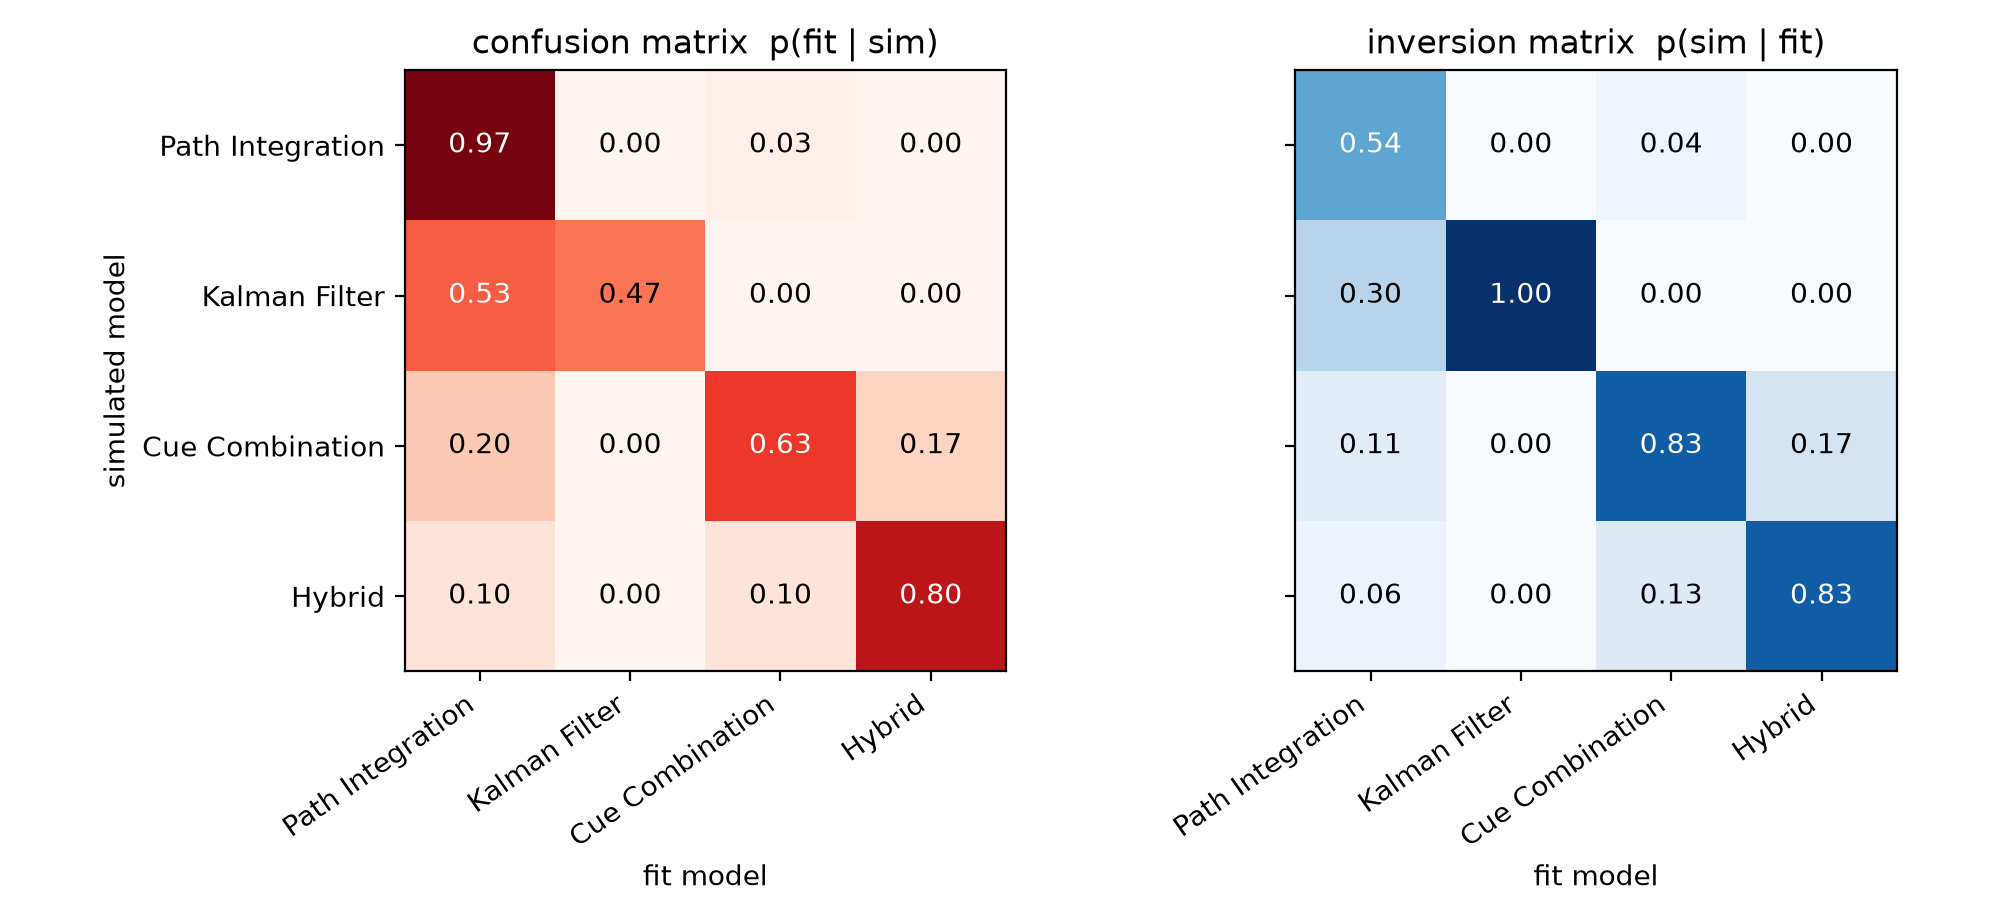 confusion matrix  p(fit | sim)
simulated model
Path Integration 0.97 0.00 0.03 0.00
Kalman Filter 0.53 0.47 0.00 0.00
Cue Combination 0.20 0.00 0.63 0.17
Hybrid 0.10 0.00 0.10 0.80
Path Integration
Kalman Filter
Cue Combination
Hybrid
fit model
inversion matrix  p(sim | fit)
0.54 0.00 0.04 0.00
0.30 1.00 0.00 0.00
0.11 0.00 0.83 0.17
0.06 0.00 0.13 0.83
Path Integration
Kalman Filter
Cue Combination
Hybrid
fit model